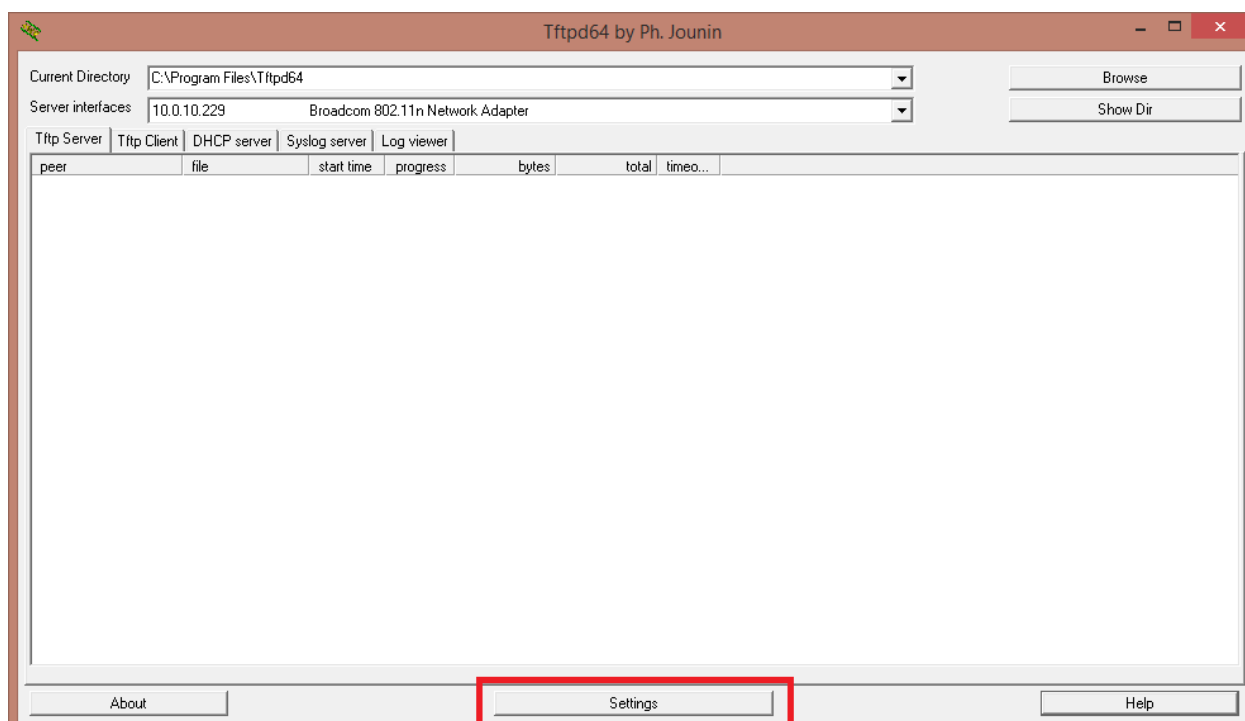 Tftpd64 by Ph. Jounin
Current Directory C:\Program Files\Tftpd64 Browse
Server interfaces 10.0.10.229 Broadcom 802.11n Network Adapter Show Dir
Tftp Server Tftp Client DHCP server Syslog server Log viewer
peer file start time progress bytes total timeo...
About Settings Help